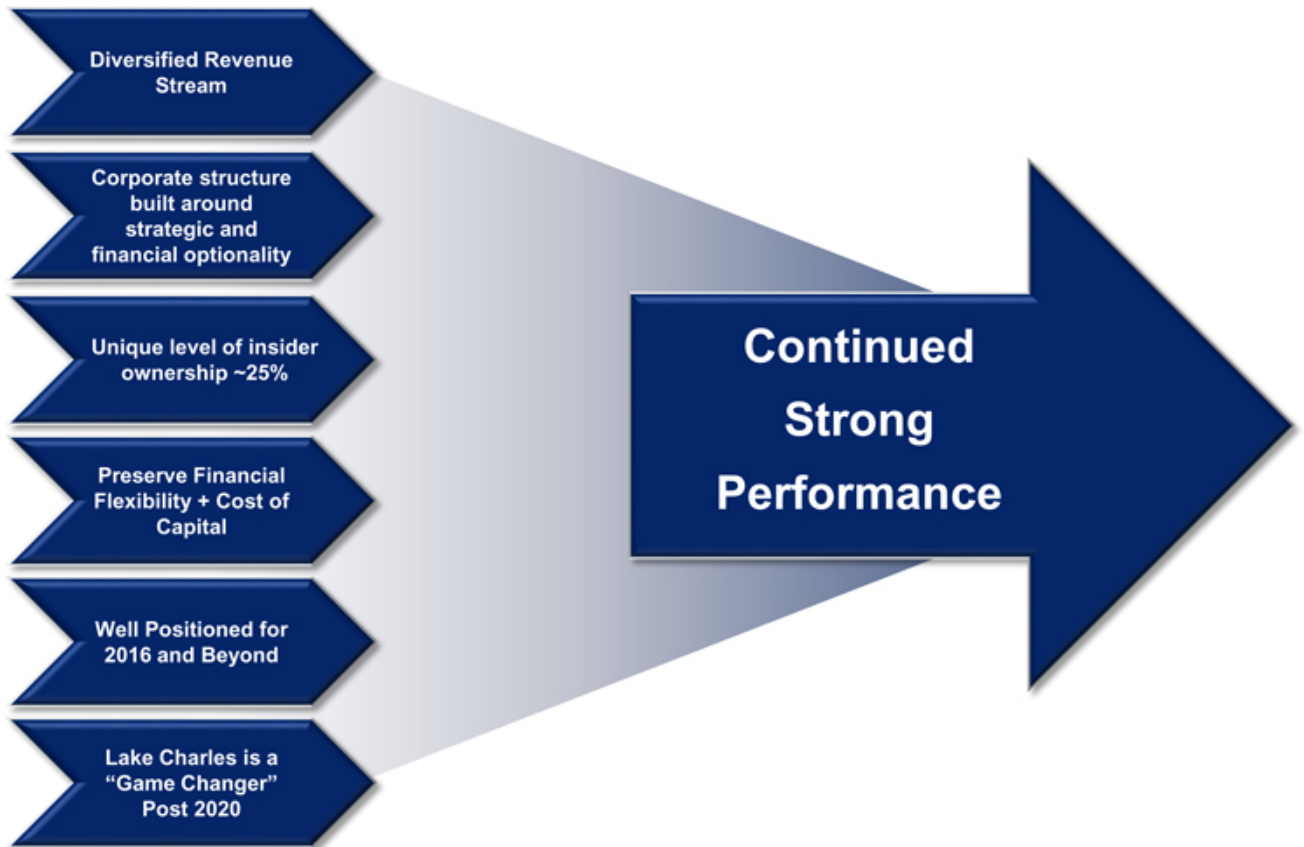 Diversified Revenue
Stream
Corporate structure
built around
strategic and
financial optionality
Unique level of insider
ownership ~25%
Preserve Financial
Flexibility + Cost of
Capital
Well Positioned for
2016 and Beyond
Lake Charles is a
“Game Changer”
Post 2020
Continued
Strong
Performance